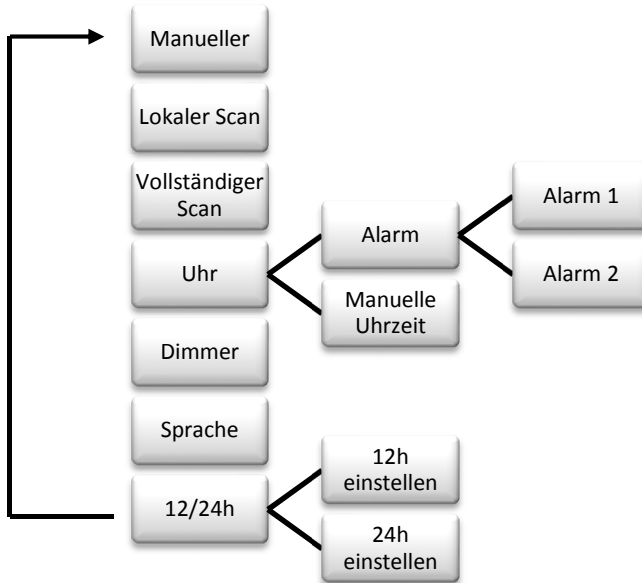 Manueller
Lokaler Scan
Vollständiger
Scan
Uhr
Alarm
Manuelle
Uhrzeit
Alarm 1
Alarm 2
Dimmer
Sprache
12/24h
12h
einstellen
24h
einstellen